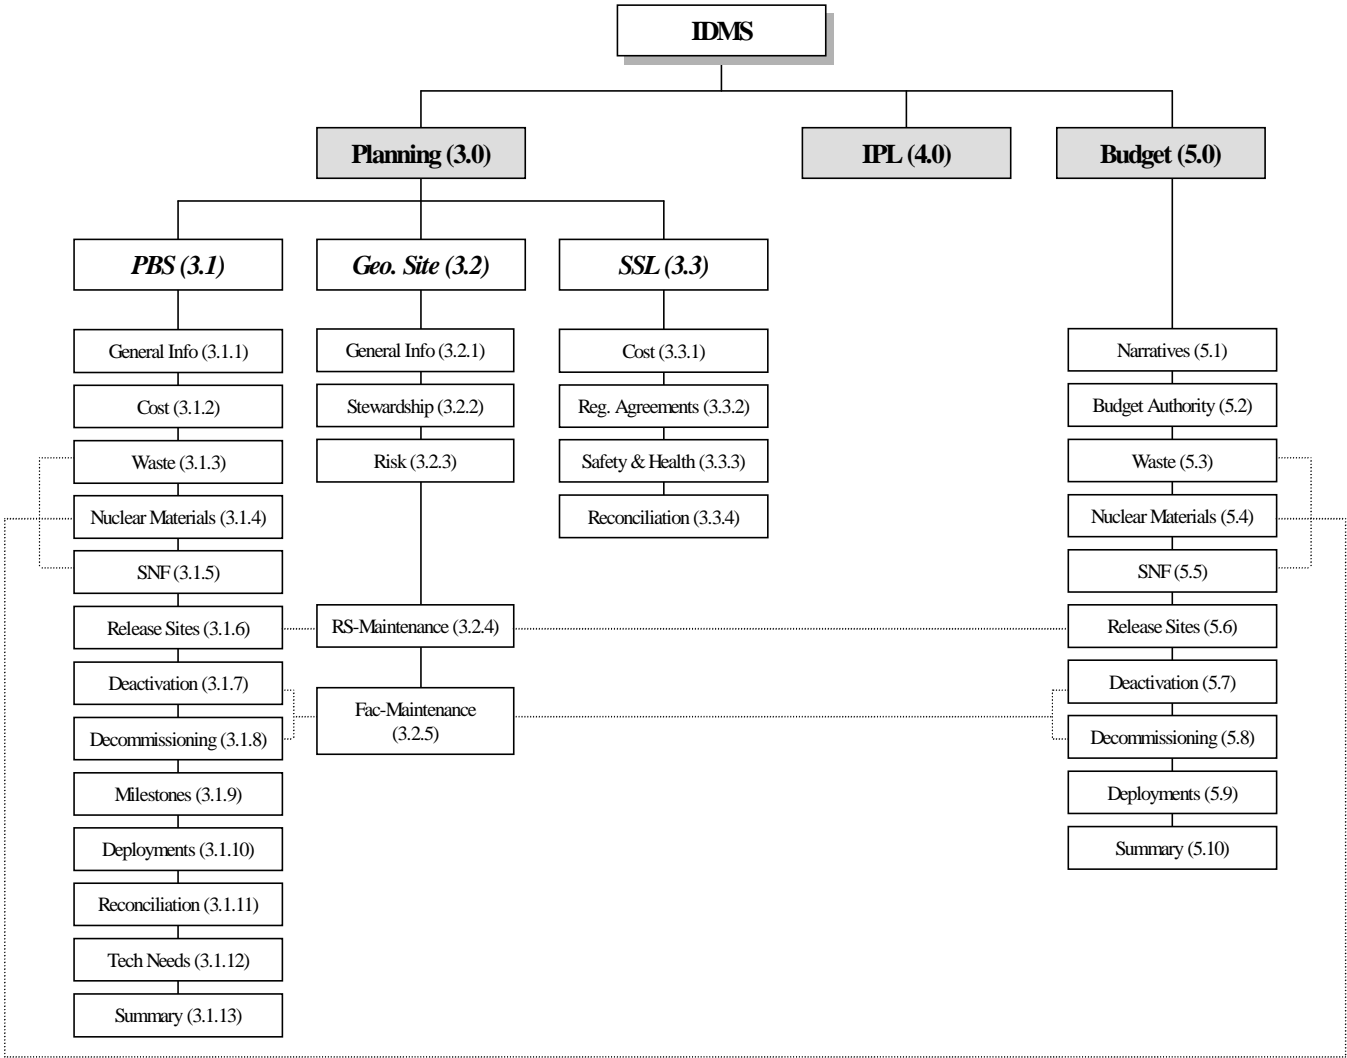 IDMS
Planning (3.0)
IPL (4.0)
Budget (5.0)
PBS (3.1)
Geo. Site (3.2)
SSL (3.3)
General Info (3.1.1)
Cost (3.1.2)
Waste (3.1.3)
Nuclear Materials (3.1.4)
SNF (3.1.5)
Release Sites (3.1.6)
Deactivation (3.1.7)
Decommissioning (3.1.8)
Milestones (3.1.9)
Deployments (3.1.10)
Reconciliation (3.1.11)
Tech Needs (3.1.12)
Summary (3.1.13)
General Info (3.2.1)
Stewardship (3.2.2)
Risk (3.2.3)
RS-Maintenance (3.2.4)
Fac-Maintenance
(3.2.5)
Cost (3.3.1)
Reg. Agreements (3.3.2)
Safety & Health (3.3.3)
Reconciliation (3.3.4)
Narratives (5.1)
Budget Authority (5.2)
Waste (5.3)
Nuclear Materials (5.4)
SNF (5.5)
Release Sites (5.6)
Deactivation (5.7)
Decommissioning (5.8)
Deployments (5.9)
Summary (5.10)